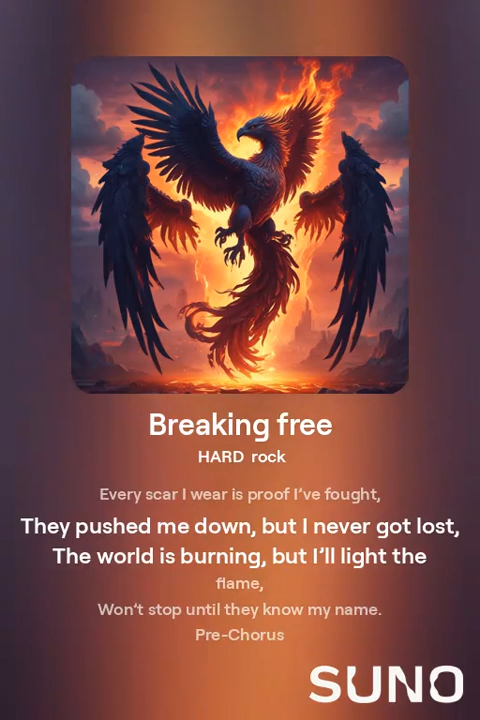 Breaking free
HARD rock
Every scar I wear is proof I've fought,
They pushed me down, but I never got lost,
The world is burning, but I'll light the
flame,
Won't stop until they know my name.
Pre-Chorus
SUNO